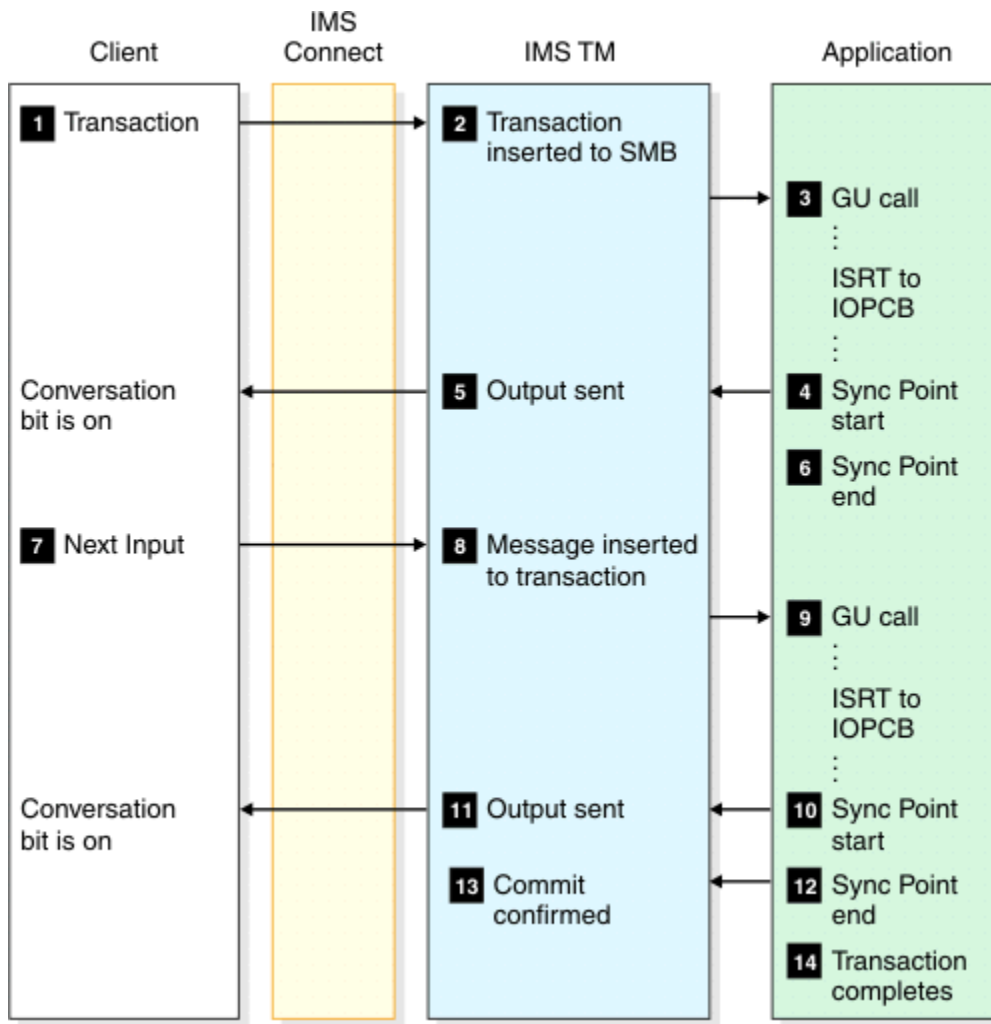 IMS
Client Connect IMS TM Application
1 Transaction 2 Transaction
inserted to SMB
3 GU call
ISRT to
IOPCB
Conversation 5 Output sent 4 Sync Point
bit is on start
6 Sync Point
end
7 Next Input 8 Message inserted
to transaction
9 GU call
ISRT to
IOPCB
Conversation 11 Output sent 10 Sync Point
bit is on start
13 Commit 12 Sync Point
confirmed end
14 Transaction
completes